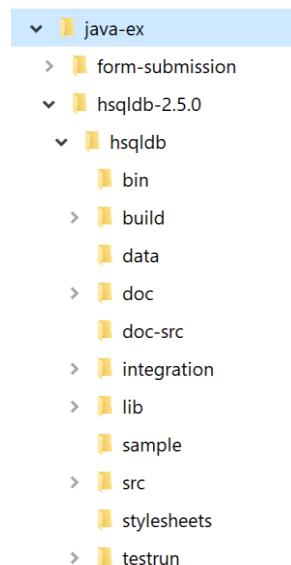 java-ex
form-submission
hsqldb-2.5.0
hsqldb
bin
build
data
doc
doc-src
integration
lib
sample
src
stylesheets
testrun